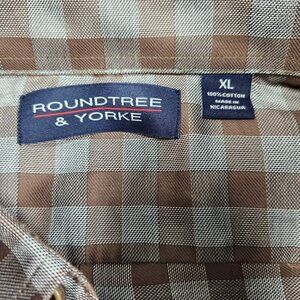 ROUNDTREE
& YORKE
XL
100% COTTON
MADE IN
NICARAGUA